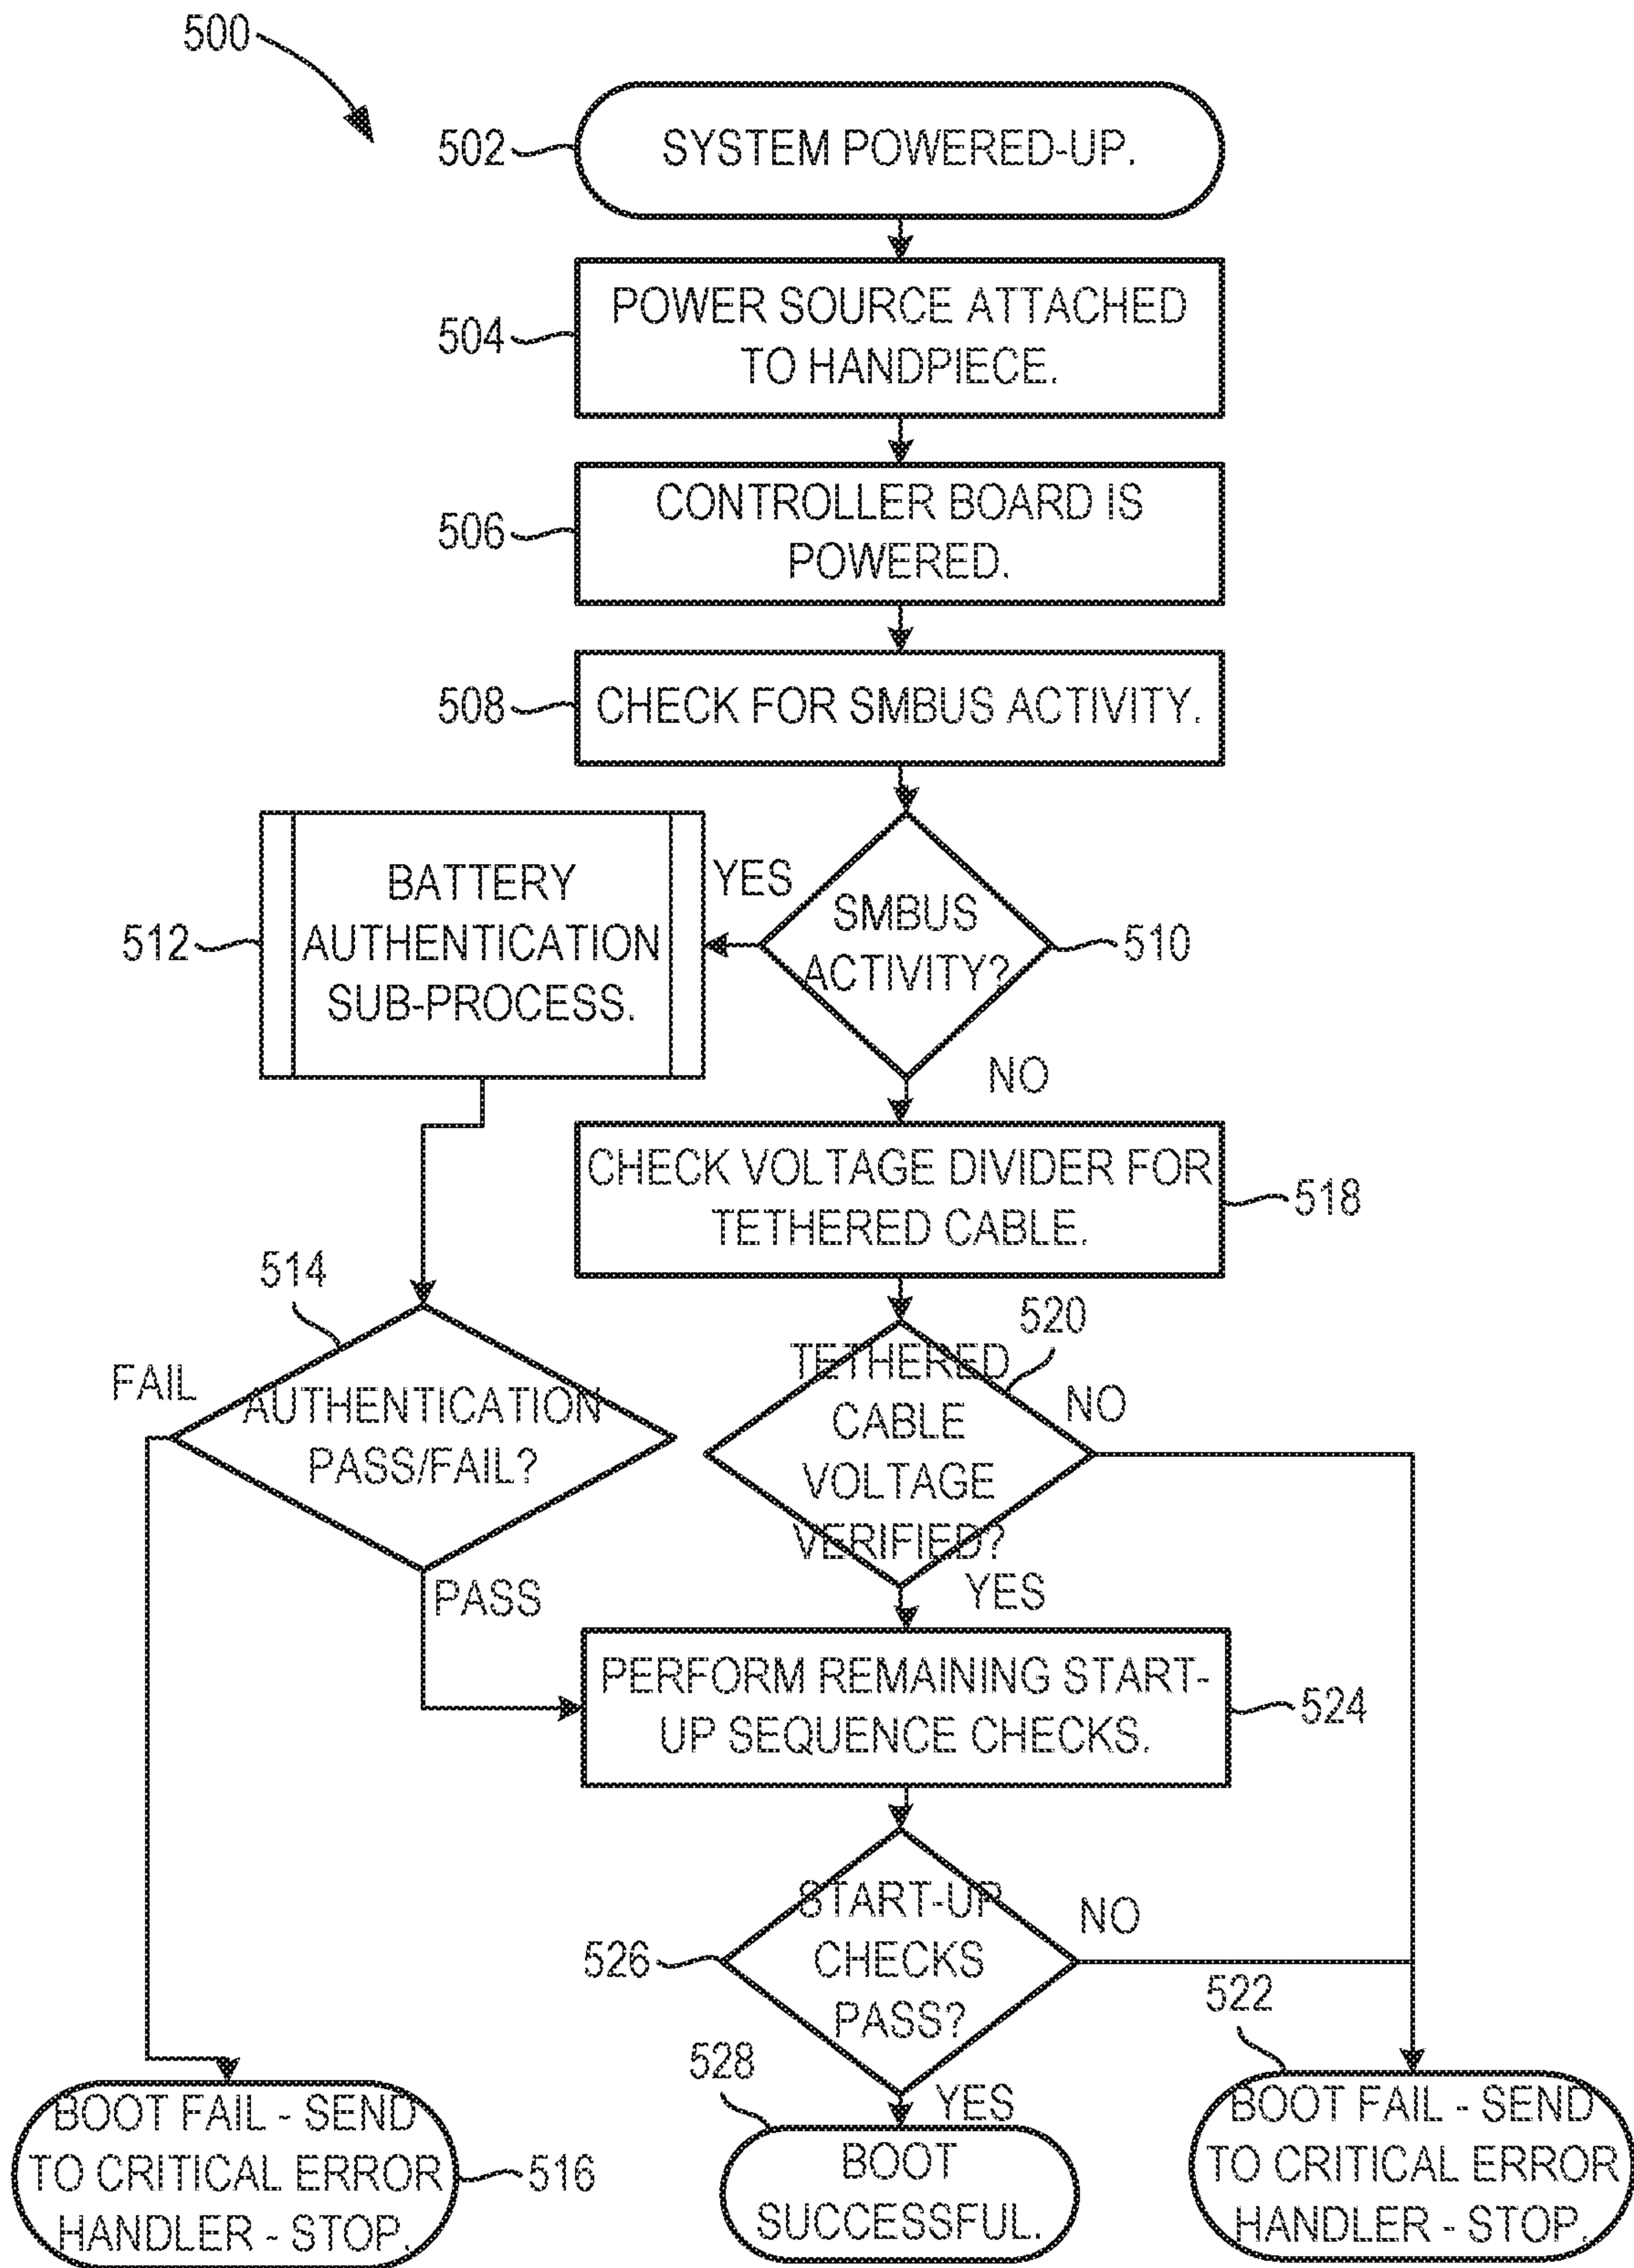 500
502
SYSTEM POWERED-UP.
504
POWER SOURCE ATTACHED
TO HANDPIECE.
506
CONTROLLER BOARD IS
POWERED.
508
CHECK FOR SMBUS ACTIVITY.
512
BATTERY
AUTHENTICATION
SUB-PROCESS.
YES
SMBUS
ACTIVITY?
510
NO
CHECK VOLTAGE DIVIDER FOR
TETHERED CABLE.
518
514
FAIL
AUTHENTICATION
PASS/FAIL?
PASS
520
TETHERED
CABLE
VOLTAGE
VERIFIED?
NO
YES
PERFORM REMAINING START-
UP SEQUENCE CHECKS.
524
526
START-UP
CHECKS
PASS?
NO
YES
522
528
BOOT FAIL - SEND
TO CRITICAL ERROR
HANDLER - STOP.
516
BOOT
SUCCESSFUL.
BOOT FAIL - SEND
TO CRITICAL ERROR
HANDLER - STOP.